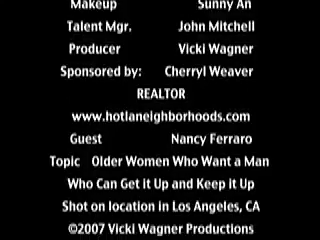 Makeup Sunny An
Talent Mgr. John Mitchell
Producer Vicki Wagner
Sponsored by: Cherryl Weaver
REALTOR
www.hotlaneighborhoods.com
Guest Nancy Ferraro
Topic Older Women Who Want a Man
Who Can Get it Up and Keep it Up
Shot on location in Los Angeles, CA
©2007 Vicki Wagner Productions